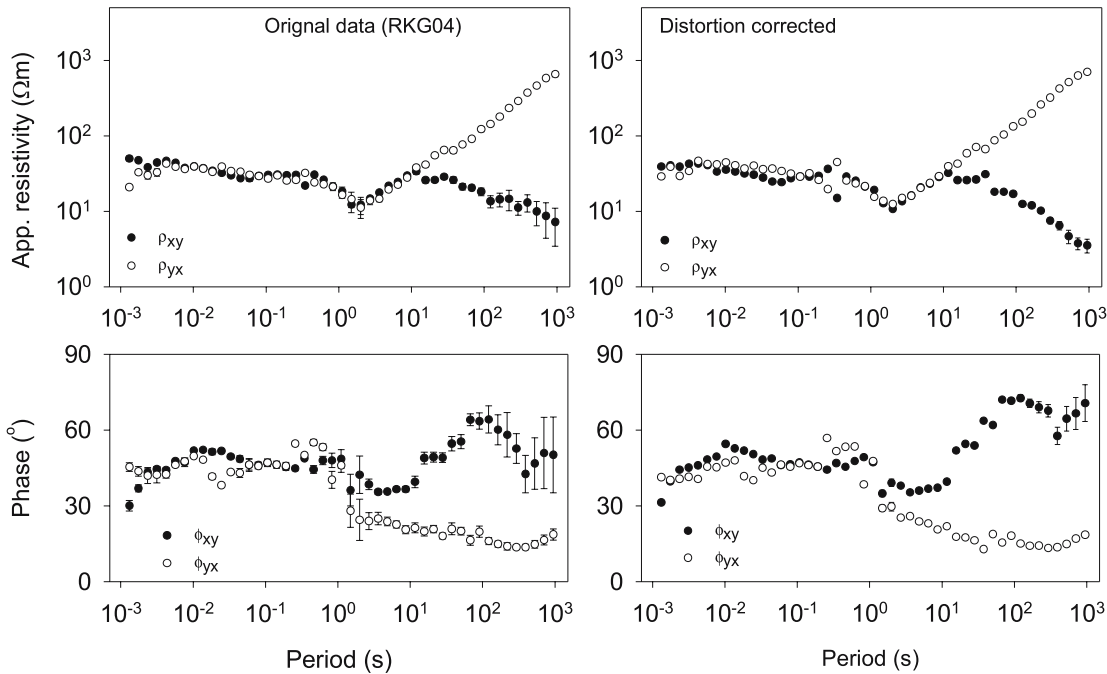 Orignal data (RKG04)
Distortion corrected
App. resistivity (Ωm)
10³
10²
10¹
10⁰
ρxy
ρyx
10⁻³ 10⁻² 10⁻¹ 10⁰ 10¹ 10² 10³
10³
10²
10¹
10⁰
ρxy
ρyx
10⁻³ 10⁻² 10⁻¹ 10⁰ 10¹ 10² 10³
Phase (°)
90
60
30
0
ϕxy
ϕyx
10⁻³ 10⁻² 10⁻¹ 10⁰ 10¹ 10² 10³
Period (s)
90
60
30
0
ϕxy
ϕyx
10⁻³ 10⁻² 10⁻¹ 10⁰ 10¹ 10² 10³
Period (s)